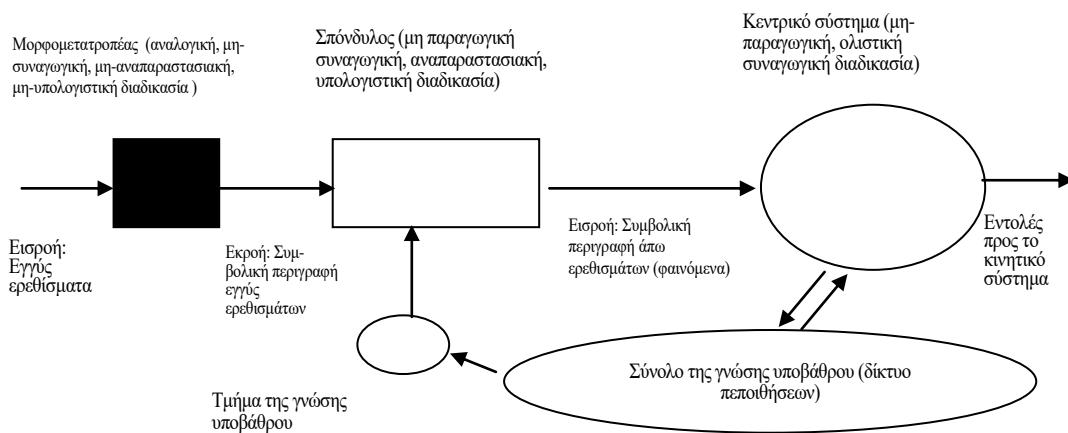 Μορφομετατροπέας (αναλογική, μη-
συναγωγική, μη-αναπαραστασιακή,
μη-υπολογιστική διαδικασία )
Σπόνδυλος (μη παραγωγική
συναγωγική, αναπαραστασιακή,
υπολογιστική διαδικασία)
Κεντρικό σύστημα (μη-
παραγωγική, ολιστική
συναγωγική διαδικασία)
Εισροή:
Εγγύς
ερεθίσματα
Εκροή: Συμ-
βολική περιγραφή
εγγύς
ερεθισμάτων
Εισροή: Συμβολική
περιγραφή άπω
ερεθισμάτων (φαινόμενα)
Εντολές
προς το
κινητικό
σύστημα
Τμήμα της γνώσης
υποβάθρου
Σύνολο της γνώσης υποβάθρου (δίκτυο
πεποιθήσεων)